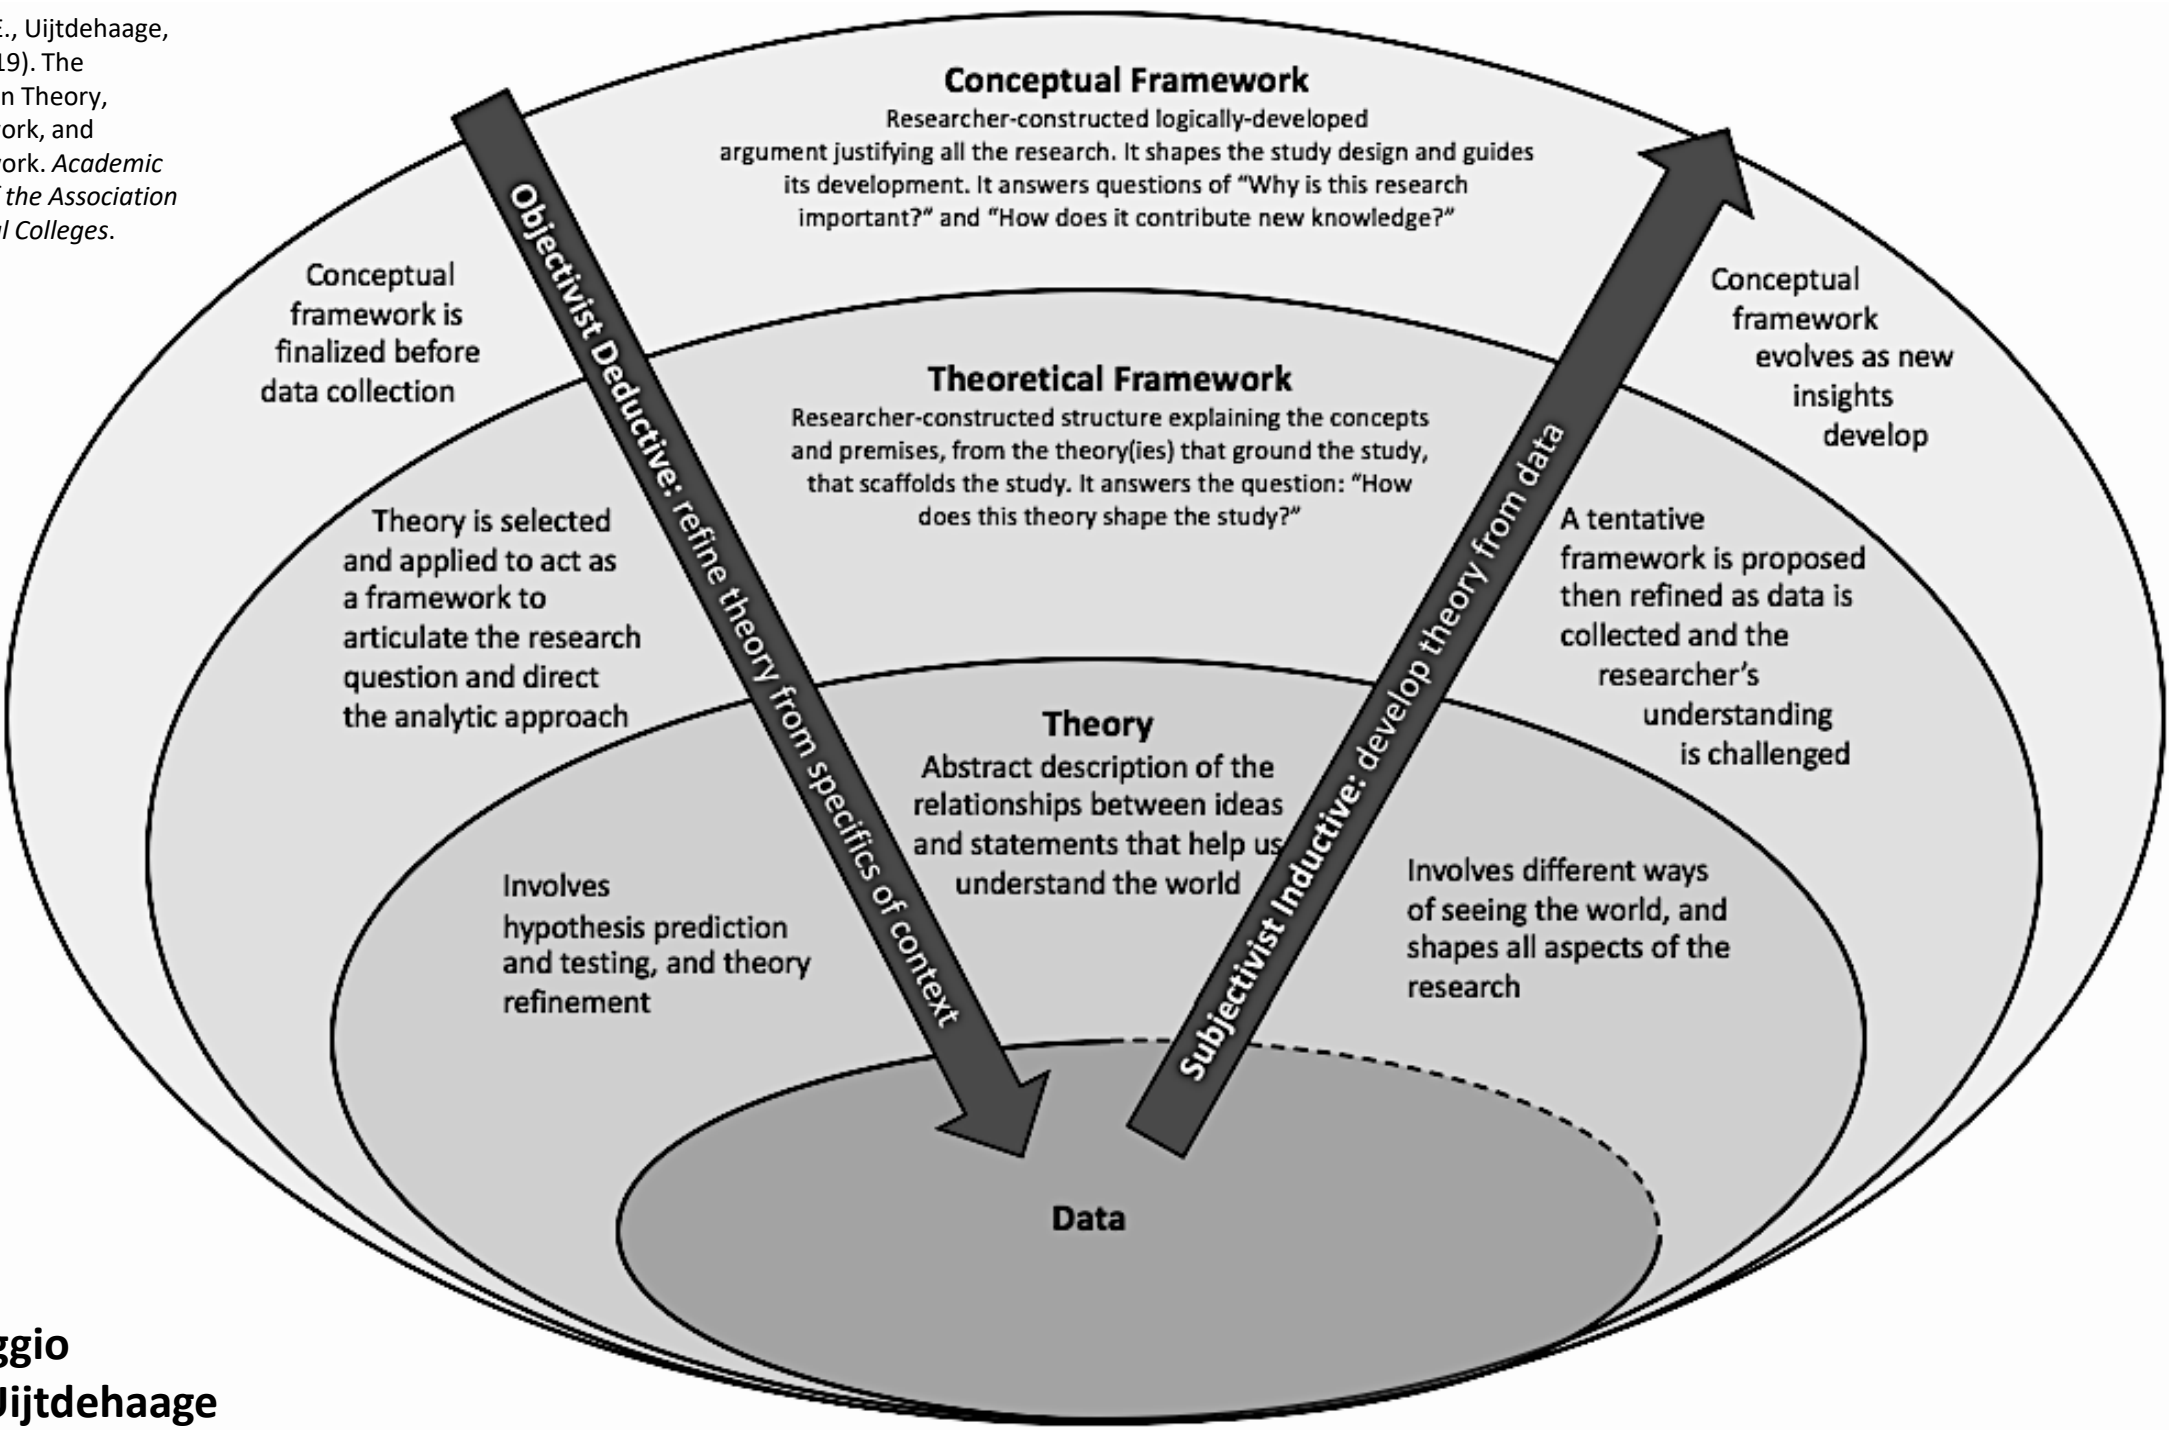 E., Uijtdehaage,
19). The
n Theory,
ork, and
ork. Academic
f the Association
al Colleges.
Conceptual Framework
Researcher-constructed logically-developed
argument justifying all the research. It shapes the study design and guides
its development. It answers questions of “Why is this research
important?” and “How does it contribute new knowledge?”
Conceptual
framework is
finalized before
data collection
Objectivist Deductive: refine theory from specifics of context
Subjectivist Inductive: develop theory from data
Conceptual
framework
evolves as new
insights
develop
Theoretical Framework
Researcher-constructed structure explaining the concepts
and premises, from the theory(ies) that ground the study,
that scaffolds the study. It answers the question: “How
does this theory shape the study?”
Theory is selected
and applied to act as
a framework to
articulate the research
question and direct
the analytic approach
A tentative
framework is proposed
then refined as data is
collected and the
researcher’s
understanding
is challenged
Theory
Abstract description of the
relationships between ideas
and statements that help us
understand the world
Involves
hypothesis prediction
and testing, and theory
refinement
Involves different ways
of seeing the world, and
shapes all aspects of the
research
Data
ggio
Uijtdehaage